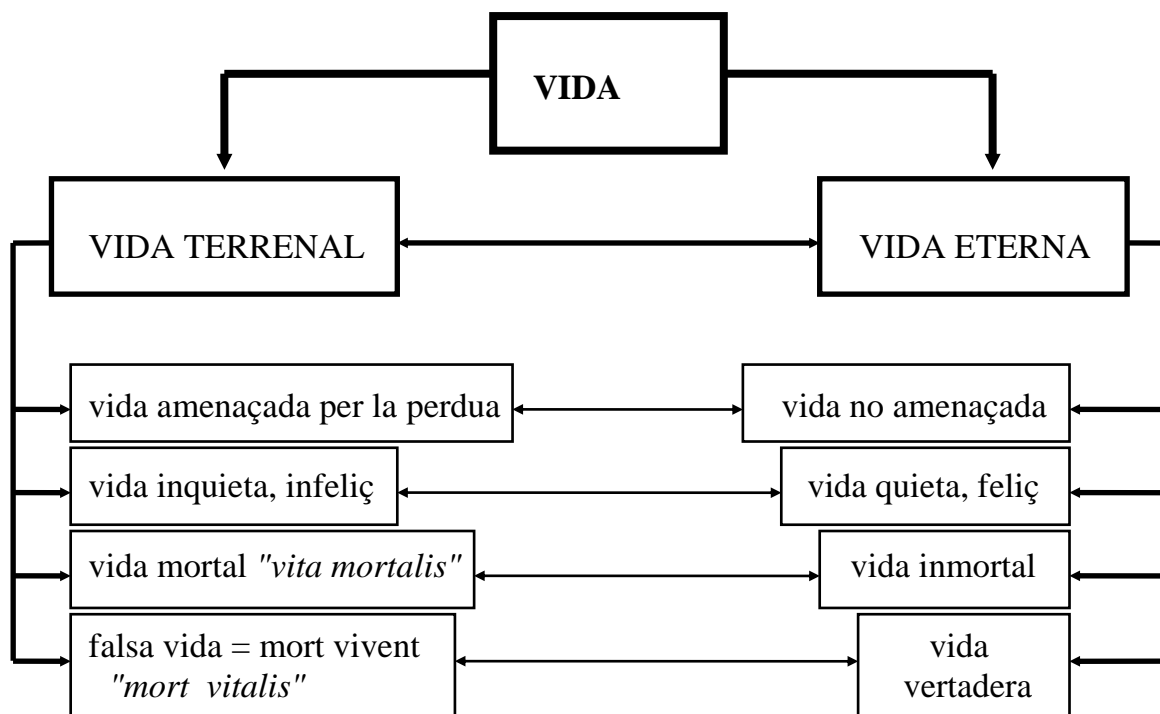 VIDA
VIDA TERRENAL
VIDA ETERNA
vida amenaçada per la perdua
vida no amenaçada
vida inquieta, infeliç
vida quieta, feliç
vida mortal "vita mortalis"
vida inmortal
falsa vida = mort vivent
"mort vitalis"
vida
vertadera